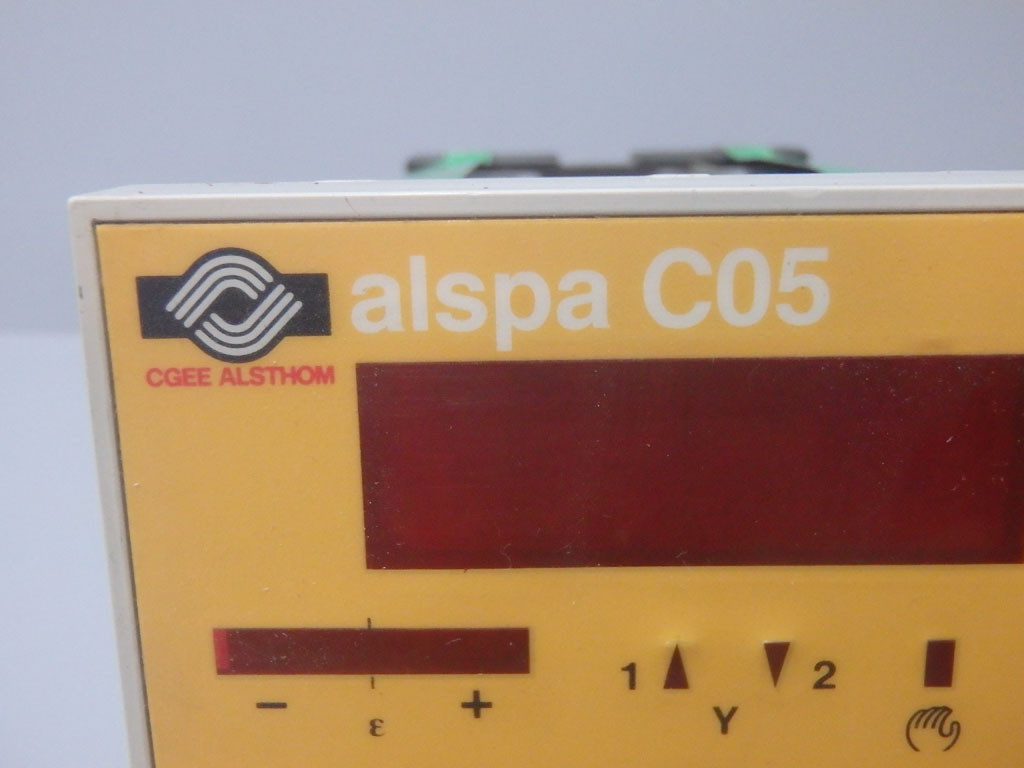 alspa C05
CGEE ALSTHOM
1 2
- +
ε
Y